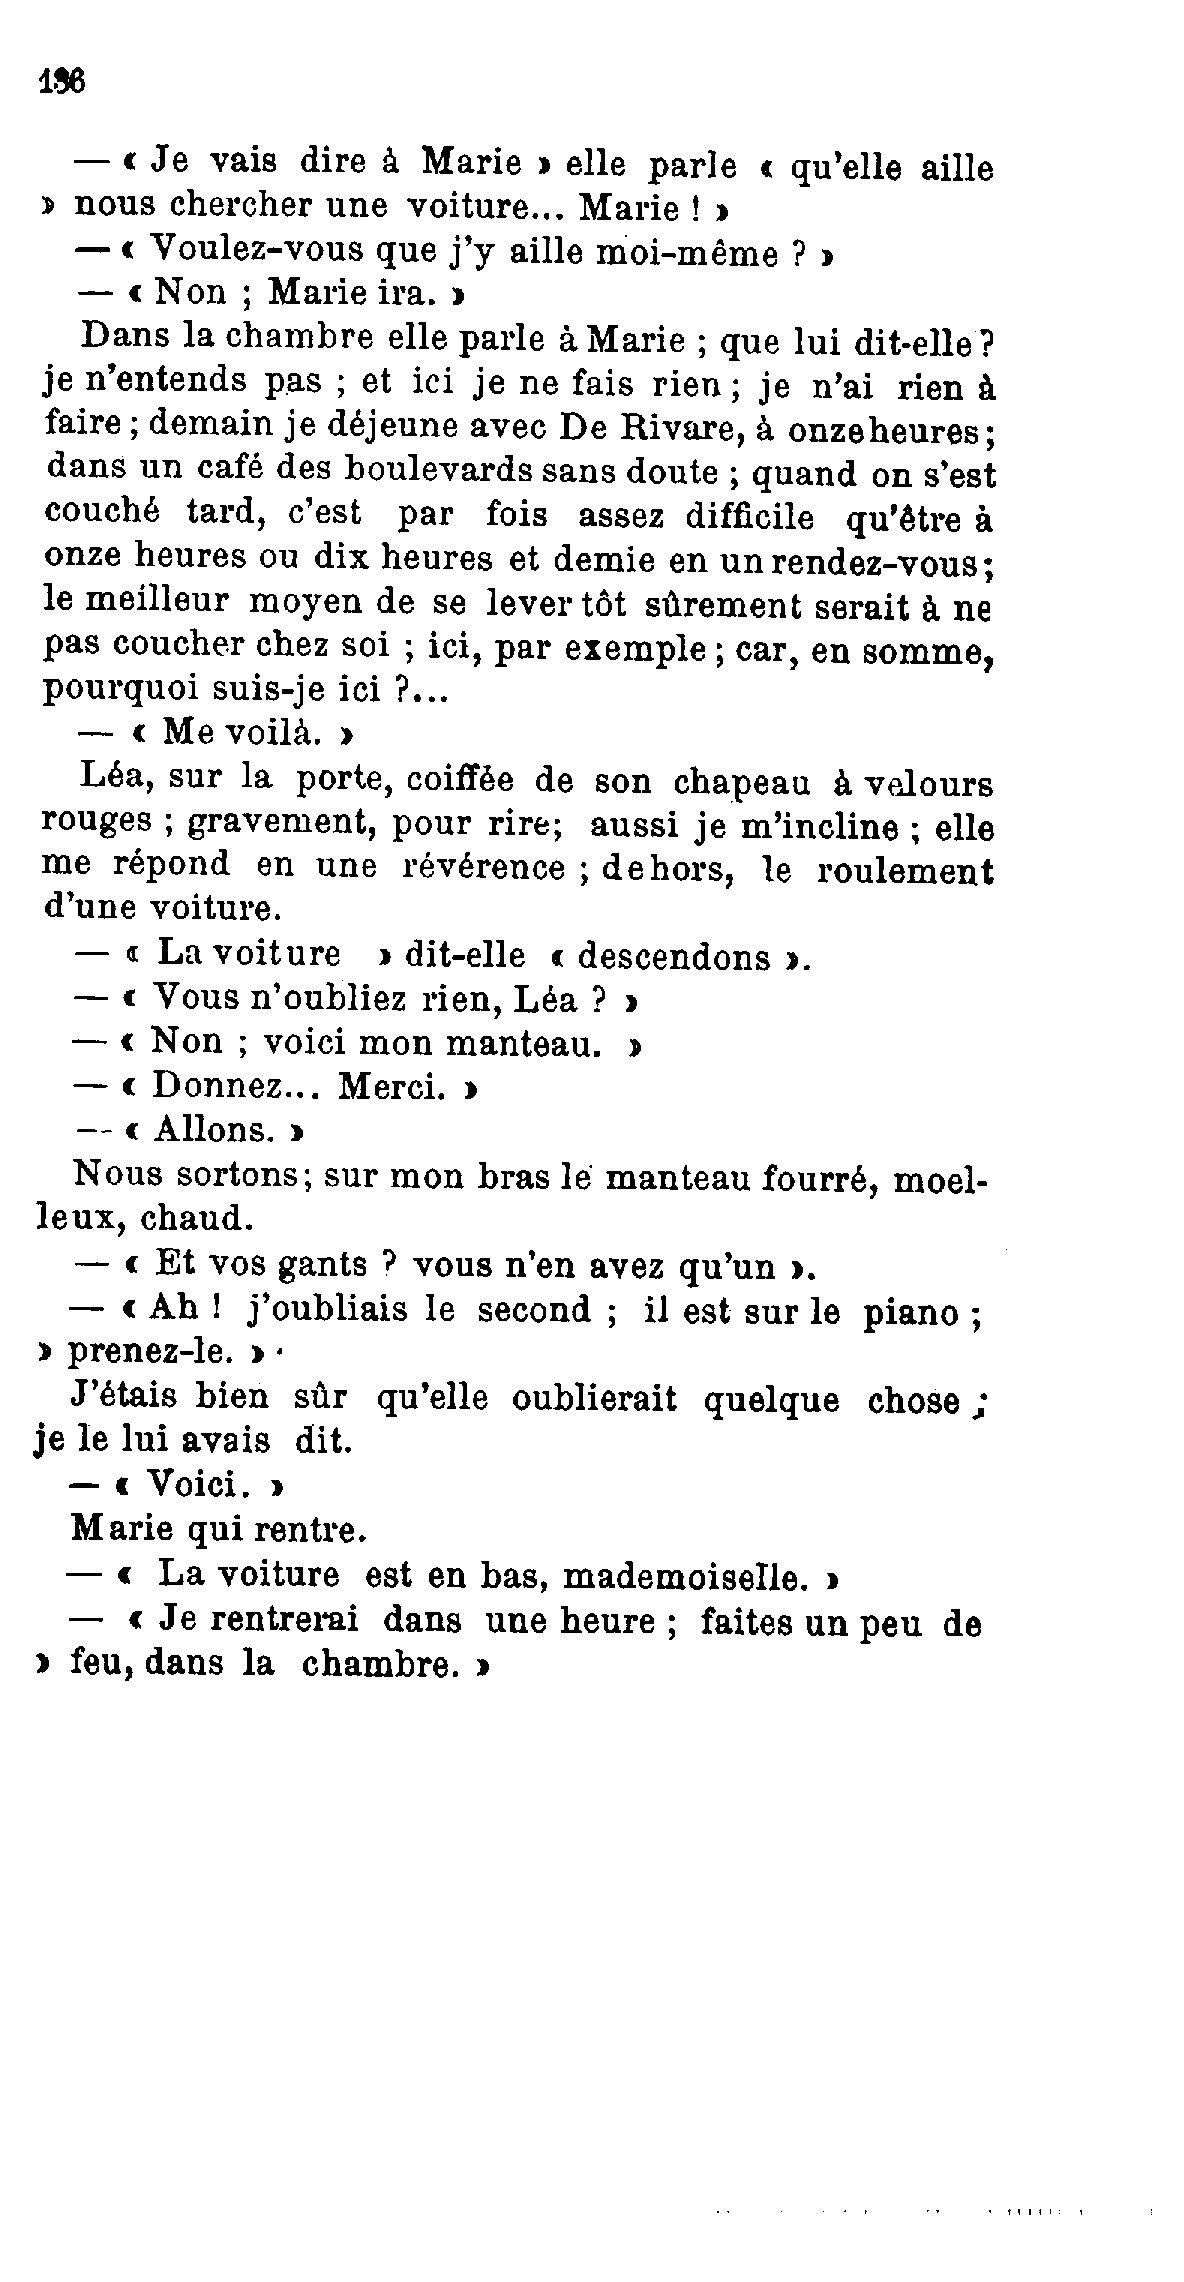 136
— « Je vais dire à Marie » elle parle « qu'elle aille
» nous chercher une voiture... Marie ! »
— « Voulez-vous que j'y aille moi-même ? »
— « Non ; Marie ira. »
Dans la chambre elle parle à Marie ; que lui dit-elle ?
je n'entends pas ; et ici je ne fais rien ; je n'ai rien à
faire ; demain je déjeune avec De Rivare, à onze heures ;
dans un café des boulevards sans doute ; quand on s'est
couché tard, c'est par fois assez difficile qu'être à
onze heures ou dix heures et demie en un rendez-vous ;
le meilleur moyen de se lever tôt sûrement serait à ne
pas coucher chez soi ; ici, par exemple ; car, en somme,
pourquoi suis-je ici ?...
— « Me voilà. »
Léa, sur la porte, coiffée de son chapeau à velours
rouges ; gravement, pour rire ; aussi je m'incline ; elle
me répond en une révérence ; dehors, le roulement
d'une voiture.
— « La voiture » dit-elle « descendons ».
— « Vous n'oubliez rien, Léa ? »
— « Non ; voici mon manteau. »
— « Donnez... Merci. »
— « Allons. »
Nous sortons ; sur mon bras le manteau fourré, moel-
leux, chaud.
— « Et vos gants ? vous n'en avez qu'un ».
— « Ah ! j'oubliais le second ; il est sur le piano ;
» prenez-le. »
J'étais bien sûr qu'elle oublierait quelque chose ;
je le lui avais dit.
— « Voici. »
Marie qui rentre.
— « La voiture est en bas, mademoiselle. »
— « Je rentrerai dans une heure ; faites un peu de
» feu, dans la chambre. »